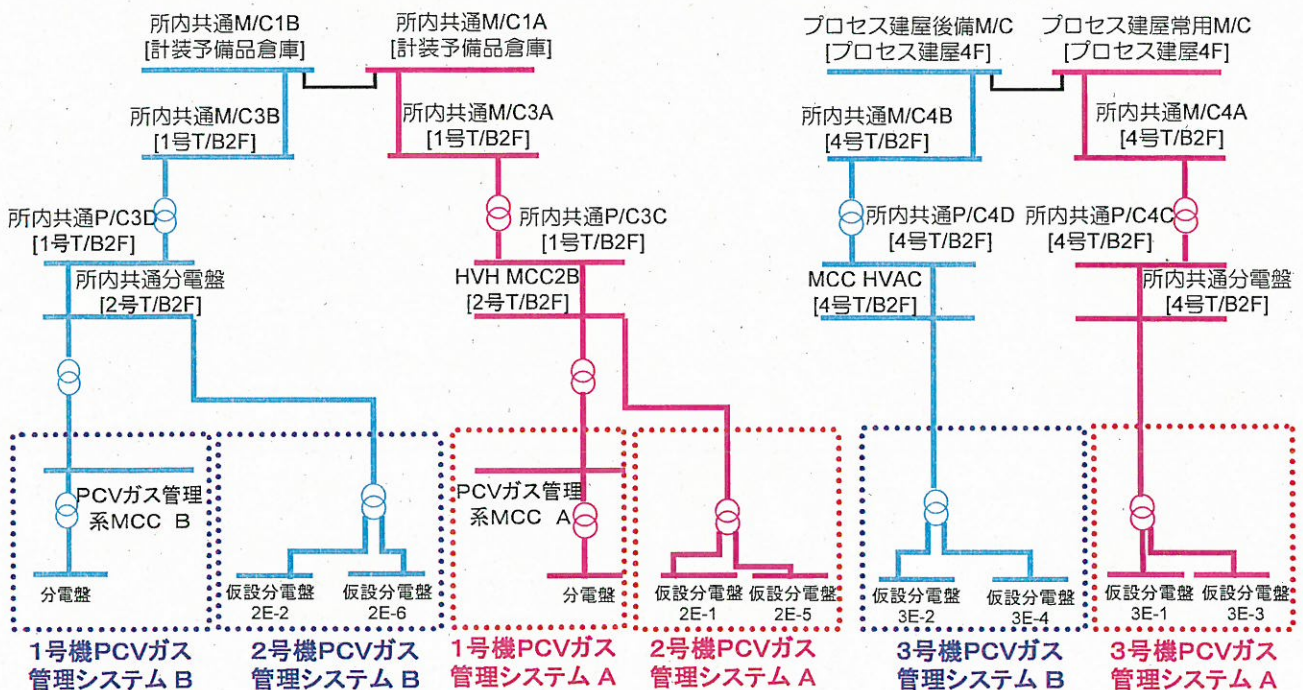 所内共通M/C1B
[計装予備品倉庫]
所内共通M/C1A
[計装予備品倉庫]
プロセス建屋後備M/C
[プロセス建屋4F]
プロセス建屋常用M/C
[プロセス建屋4F]
所内共通M/C3B
[1号T/B2F]
所内共通M/C3A
[1号T/B2F]
所内共通M/C4B
[4号T/B2F]
所内共通M/C4A
[4号T/B2F]
所内共通P/C3D
[1号T/B2F]
所内共通P/C3C
[1号T/B2F]
所内共通P/C4D
[4号T/B2F]
所内共通P/C4C
[4号T/B2F]
所内共通分電盤
[2号T/B2F]
HVH MCC2B
[2号T/B2F]
MCC HVAC
[4号T/B2F]
所内共通分電盤
[4号T/B2F]
PCVガス管理
系MCC B
PCVガス管理
系MCC A
分電盤
仮設分電盤
2E-2
仮設分電盤
2E-6
分電盤
仮設分電盤
2E-1
仮設分電盤
2E-5
仮設分電盤
3E-2
仮設分電盤
3E-4
仮設分電盤
3E-1
仮設分電盤
3E-3
1号機PCVガス
管理システム B
2号機PCVガス
管理システム B
1号機PCVガス
管理システム A
2号機PCVガス
管理システム A
3号機PCVガス
管理システム B
3号機PCVガス
管理システム A